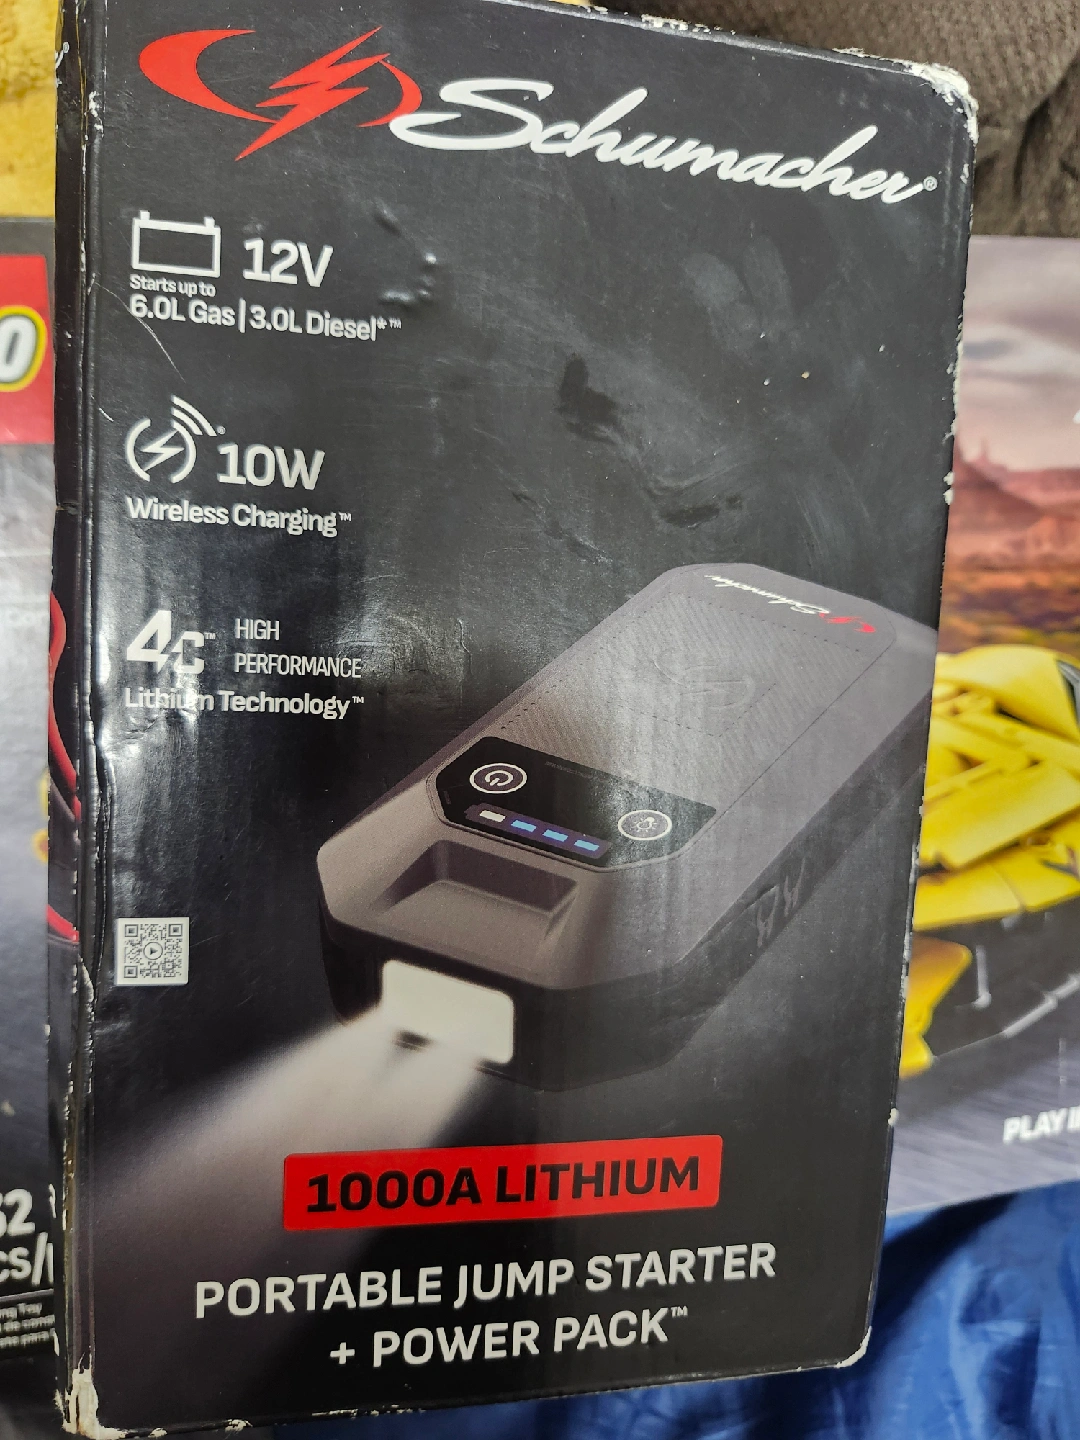 Schumacher®
12V
Starts up to
6.0L Gas | 3.0L Diesel*™
10W
Wireless Charging™
4C™ HIGH
PERFORMANCE
Lithium Technology™
Schumacher
1000A LITHIUM
PORTABLE JUMP STARTER
+ POWER PACK™
PLAY